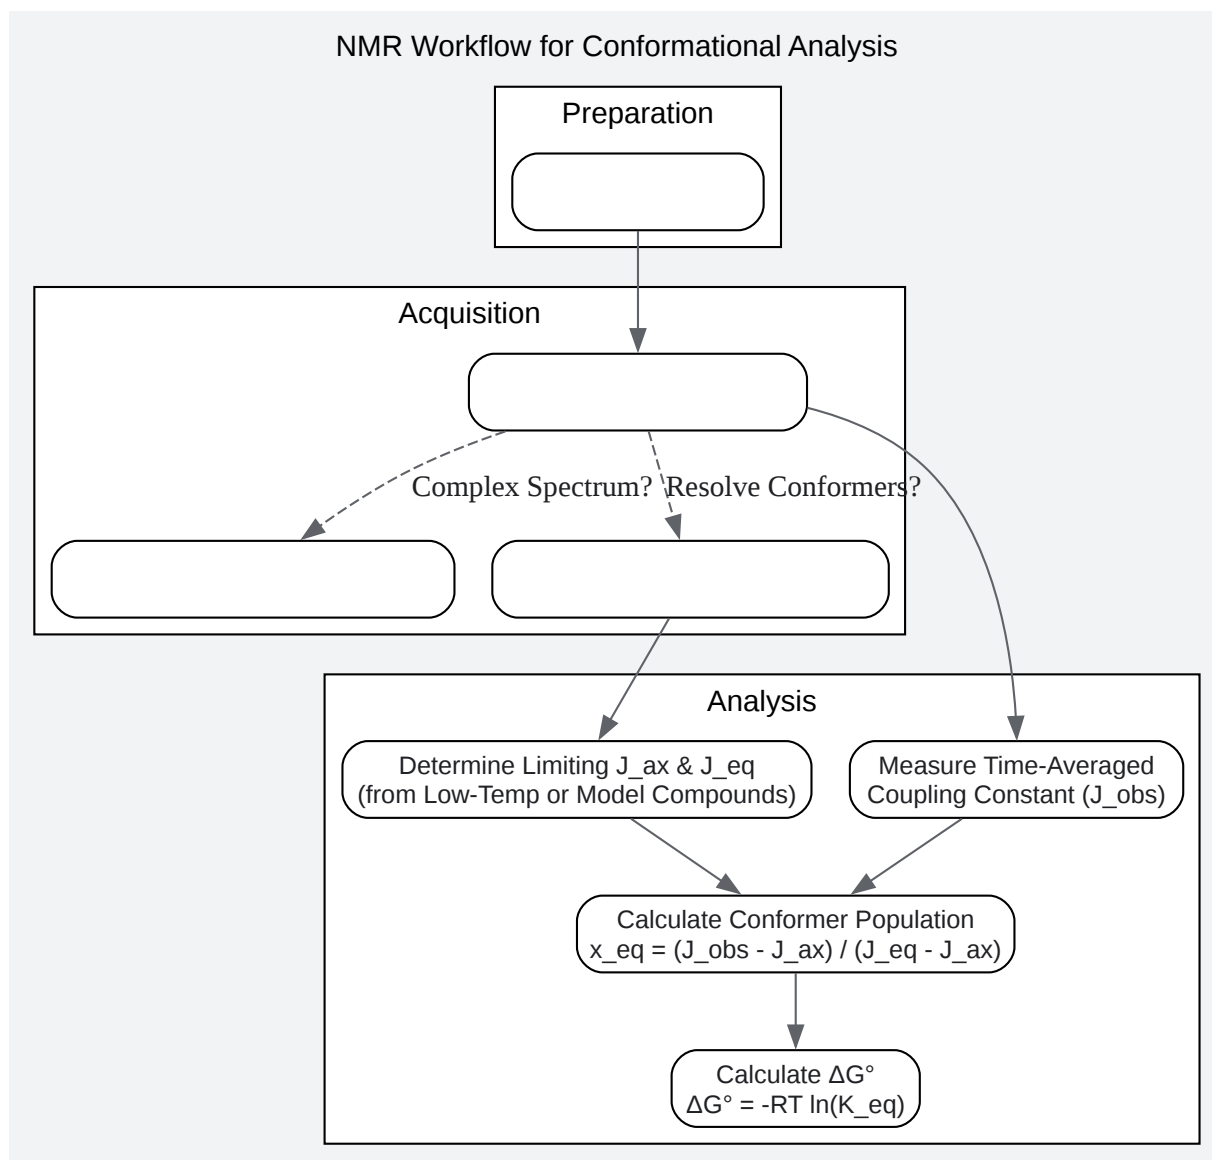 NMR Workflow for Conformational Analysis
Preparation
Acquisition
Complex Spectrum?
Resolve Conformers?
Analysis
Determine Limiting J_ax & J_eq
(from Low-Temp or Model Compounds)
Measure Time-Averaged
Coupling Constant (J_obs)
Calculate Conformer Population
x_eq = (J_obs - J_ax) / (J_eq - J_ax)
Calculate ΔG°
ΔG° = -RT ln(K_eq)